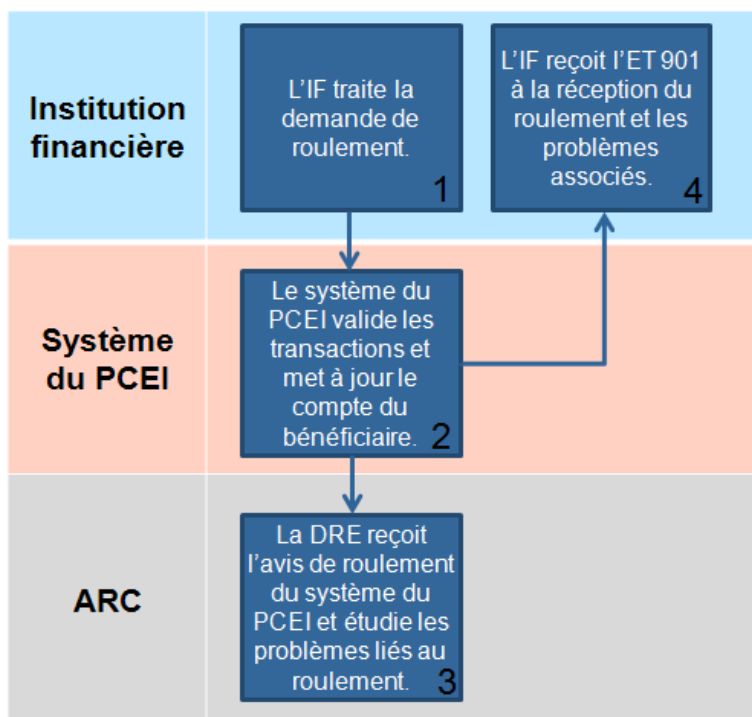 Institution
financière
L'IF traite la
demande de
roulement.
1
L'IF reçoit l'ET 901
à la réception du
roulement et les
problèmes
associés.
4
Système
du PCEI
Le système du
PCEI valide les
transactions et
met à jour le
compte du
bénéficiaire.
2
ARC
La DRE reçoit
l'avis de roulement
du système du
PCEI et étudie les
problèmes liés au
roulement.
3